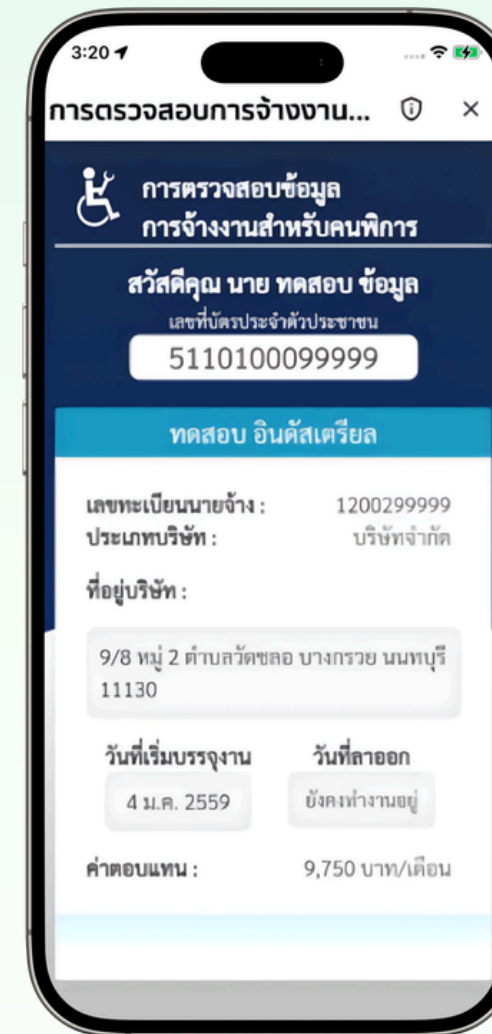 3:20
การตรวจสอบการจ้างงาน...
การตรวจสอบข้อมูล
การจ้างงานสำหรับคนพิการ
สวัสดีคุณ นาย ทดสอบ ข้อมูล
เลขที่บัตรประจำตัวประชาชน
5110100099999
ทดสอบ อินดัสเตรียล
เลขทะเบียนนายจ้าง : 1200299999
ประเภทบริษัท : บริษัทจำกัด
ที่อยู่บริษัท :
9/8 หมู่ 2 ตำบลวัดชลอ บางกรวย นนทบุรี
11130
วันที่เริ่มบรรจุงาน วันที่ลาออก
4 ม.ค. 2559 ยังคงทำงานอยู่
ค่าตอบแทน : 9,750 บาท/เดือน